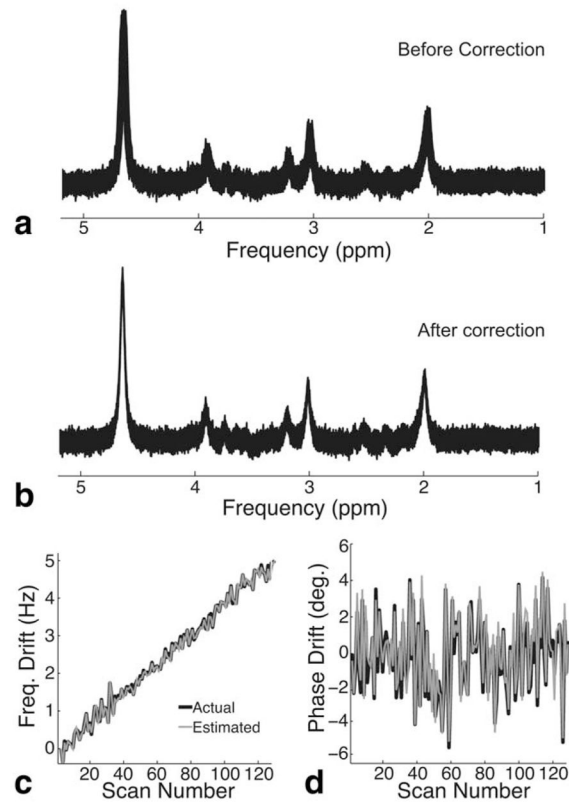 Before Correction
5 4 3 2 1
a
Frequency (ppm)
After correction
5 4 3 2 1
b
Frequency (ppm)
5
4
3
2
1
0
Freq. Drift (Hz)
Actual
Estimated
20 40 60 80 100 120
c
Scan Number
6
4
2
0
−2
−4
−6
Phase Drift (deg.)
20 40 60 80 100 120
d
Scan Number